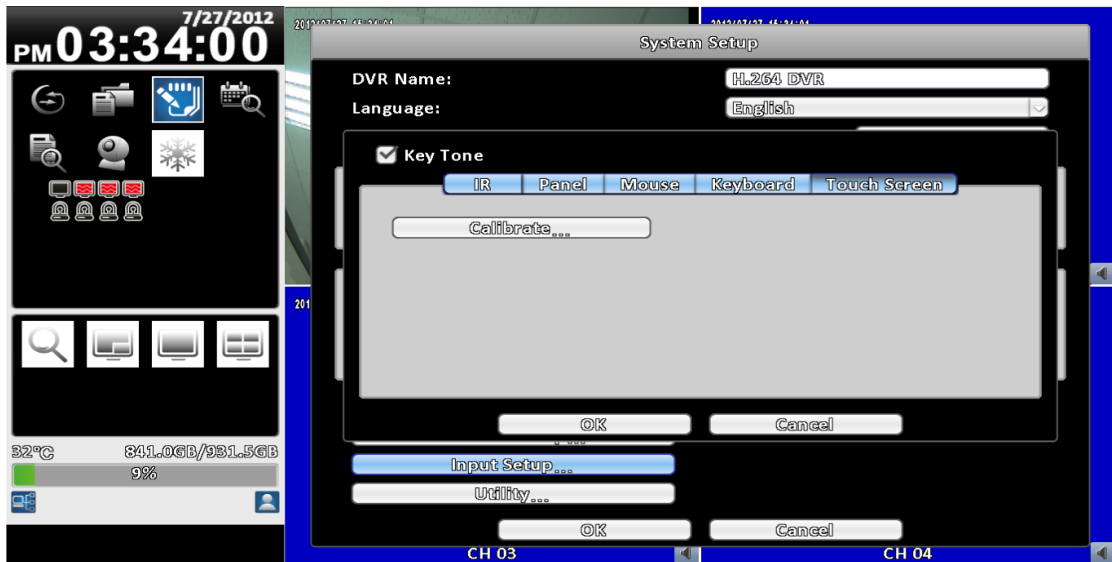 7/27/2012
PM 03:34:00
System Setup
DVR Name:
H.264 DVR
Language:
English
Key Tone
IR
Panel
Mouse
Keyboard
Touch Screen
Calibrate...
OK
Cancel
Input Setup...
Utility...
OK
Cancel
32°C
841.0GB/931.5GB
9%
CH 03
CH 04